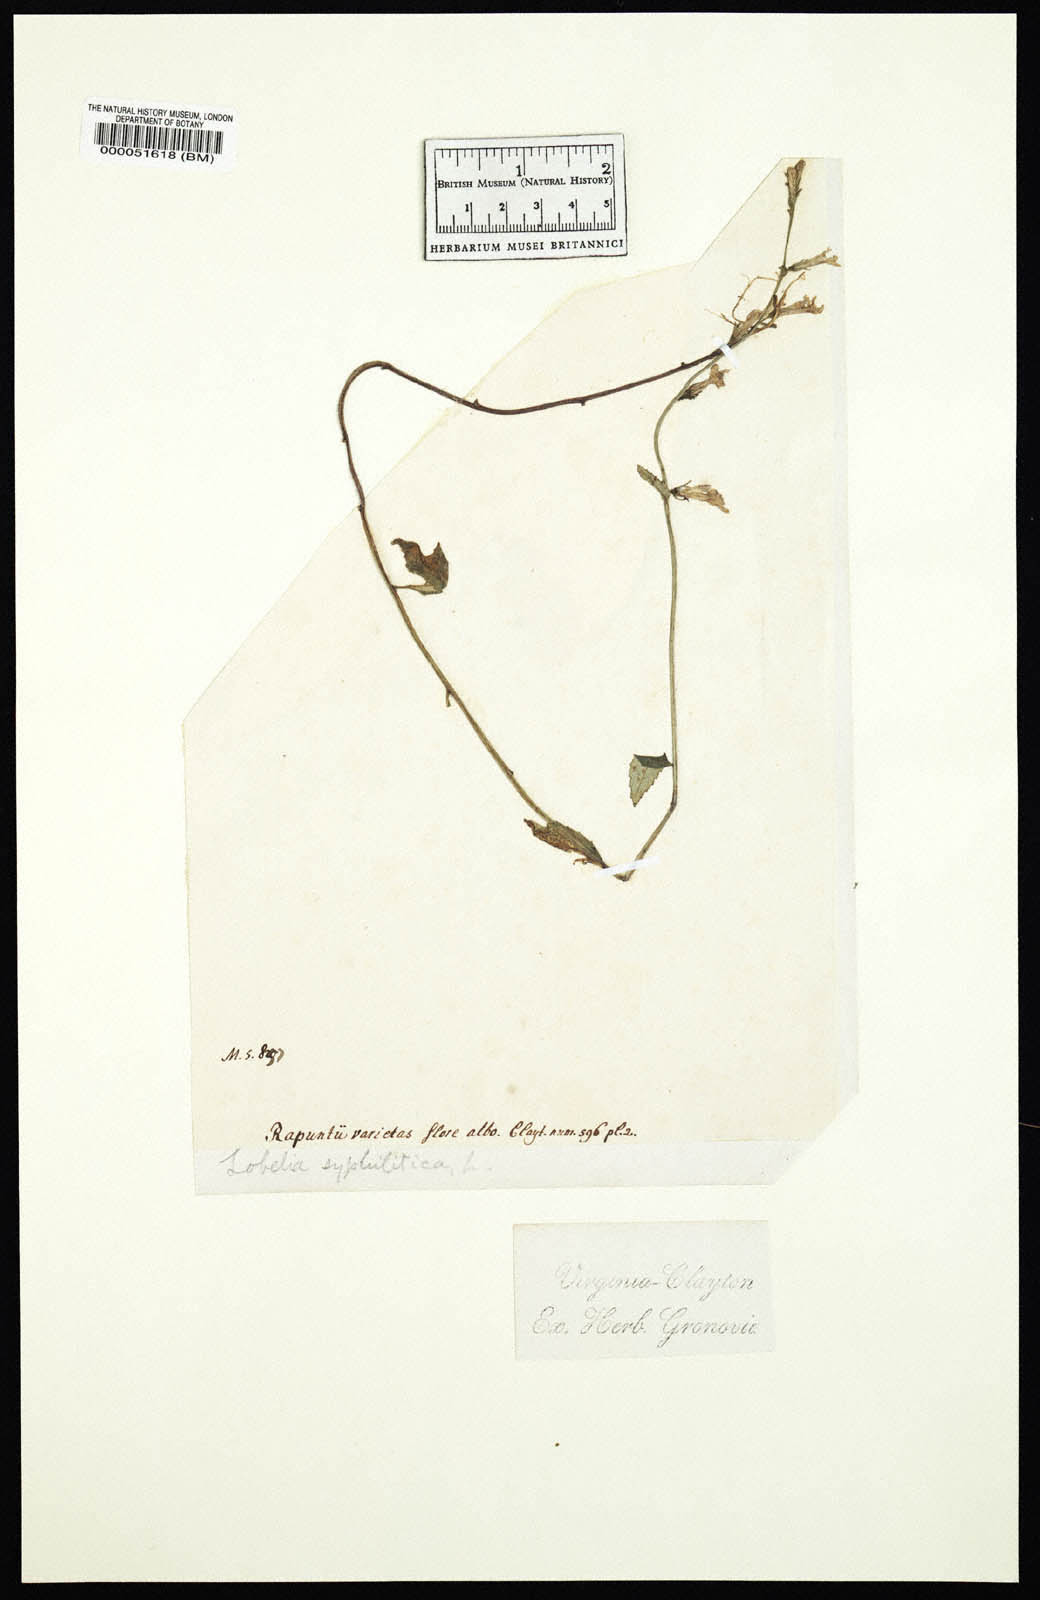 THE NATURAL HISTORY MUSEUM, LONDON
DEPARTMENT OF BOTANY
000051618 (BM)
1 2
BRITISH MUSEUM (NATURAL HISTORY)
1 2 3 4 5
HERBARIUM MUSEI BRITANNICI
M. S.
Rapuntii varietas flore albo. Clayt. num. 596 pl. 2.
Lobelia syphilitica, L.
Virginia-Clayton
Ex. Herb. Gronovic